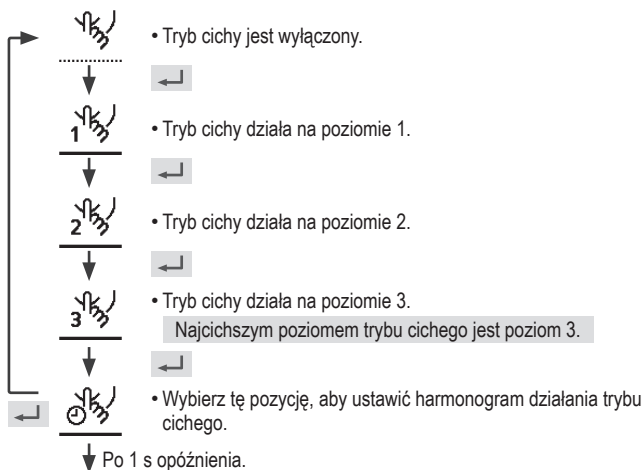 • Tryb cichy jest wyłączony.
1
• Tryb cichy działa na poziomie 1.
2
• Tryb cichy działa na poziomie 2.
3
• Tryb cichy działa na poziomie 3.
Najcichszym poziomem trybu cichego jest poziom 3.
• Wybierz tę pozycję, aby ustawić harmonogram działania trybu
cichego.
Po 1 s opóźnienia.